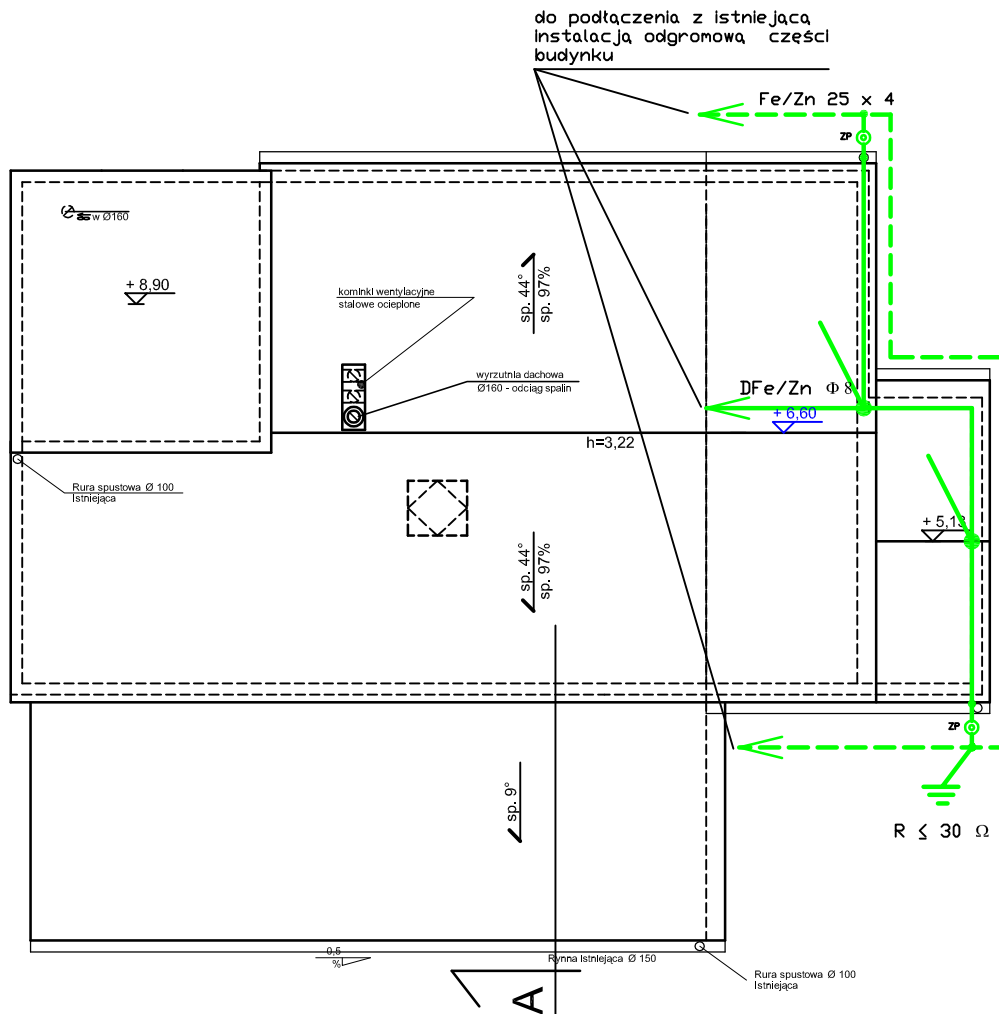 do podłączenia z istniejącą
instalacją odgromową części
budynku
Fe/Zn 25 x 4
ZP
w Ø160
+ 8,90
kominki wentylacyjne
stalowe ocieplone
sp. 44°
sp. 97%
wyrzutnia dachowa
Ø160 - odciąg spalin
DFe/Zn Φ 8
+ 6,60
h=3,22
Rura spustowa Ø 100
Istniejąca
+ 5,13
sp. 44°
sp. 97%
ZP
sp. 9°
R ≤ 30 Ω
0,5
%
Rynna Istniejąca Ø 150
Rura spustowa Ø 100
Istniejąca
A